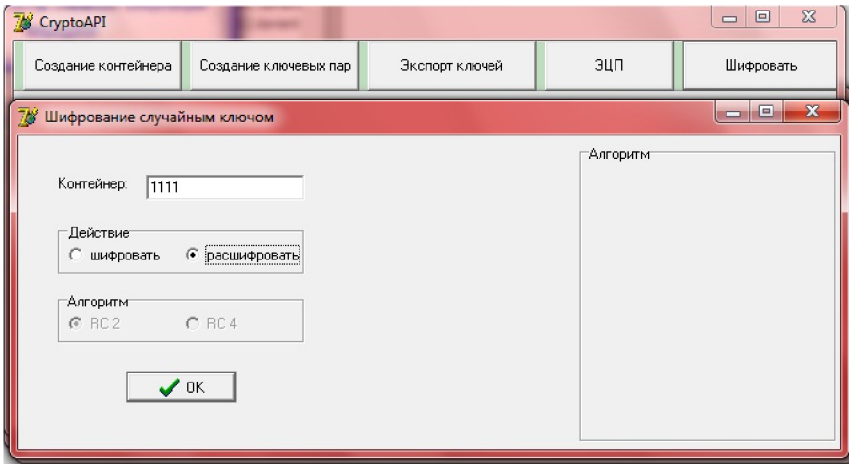 CryptoAPI
Создание контейнера Создание ключевых пар Экспорт ключей ЭЦП Шифровать
Шифрование случайным ключом
Контейнер: 1111
Действие
шифровать расшифровать
Алгоритм
RC 2 RC 4
OK
Алгоритм